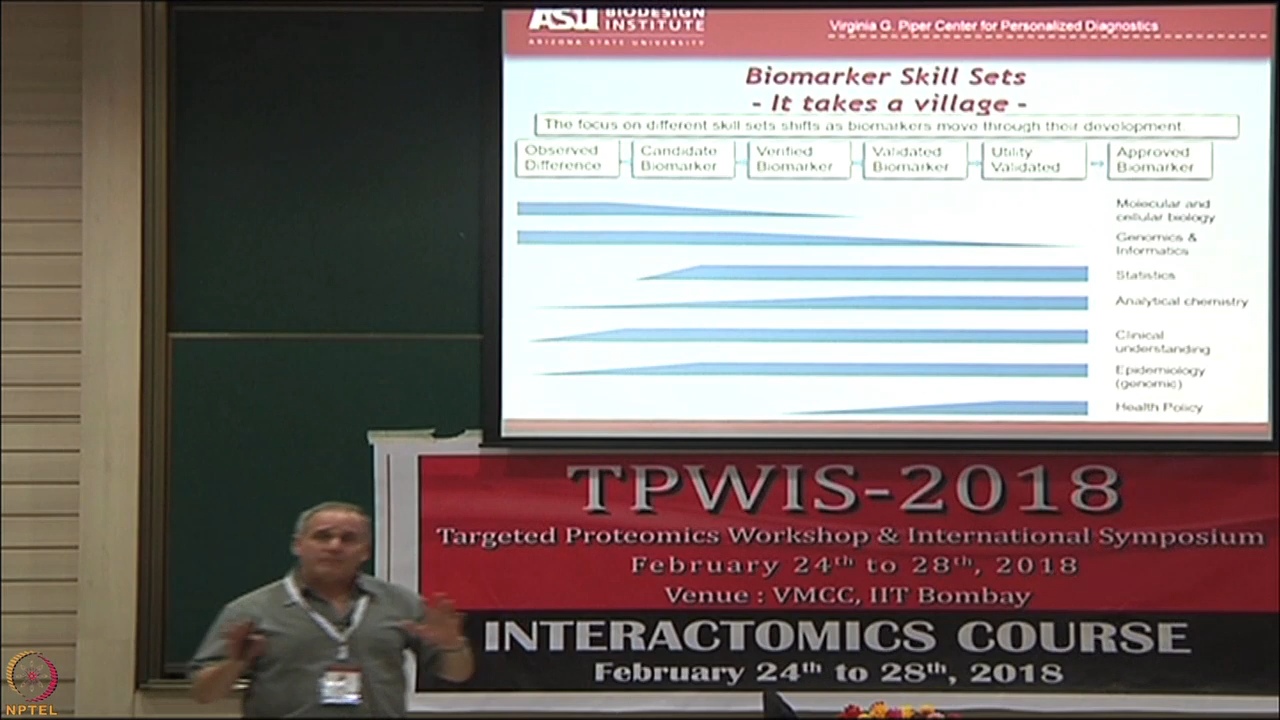 ASU BIODESIGN
INSTITUTE
ARIZONA STATE UNIVERSITY
Virginia G. Piper Center for Personalized Diagnostics
Biomarker Skill Sets
- It takes a village -
The focus on different skill sets shifts as biomarkers move through their development
Observed
Difference
Candidate
Biomarker
Verified
Biomarker
Validated
Biomarker
Utility
Validated
Approved
Biomarker
Molecular and
cellular biology
Genomics &
Informatics
Statistics
Analytical chemistry
Clinical
understanding
Epidemiology
(genomic)
Health Policy
TPWIS-2018
Targeted Proteomics Workshop & International Symposium
February 24th to 28th, 2018
Venue : VMCC, IIT Bombay
INTERACTOMICS COURSE
February 24th to 28th, 2018
NPTEL